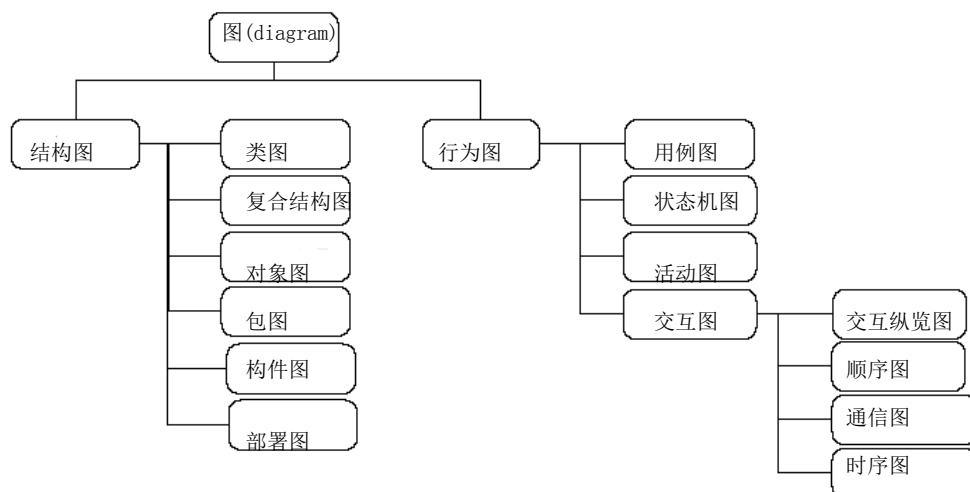 图(diagram)
结构图
类图
复合结构图
对象图
包图
构件图
部署图
行为图
用例图
状态机图
活动图
交互图
交互纵览图
顺序图
通信图
时序图